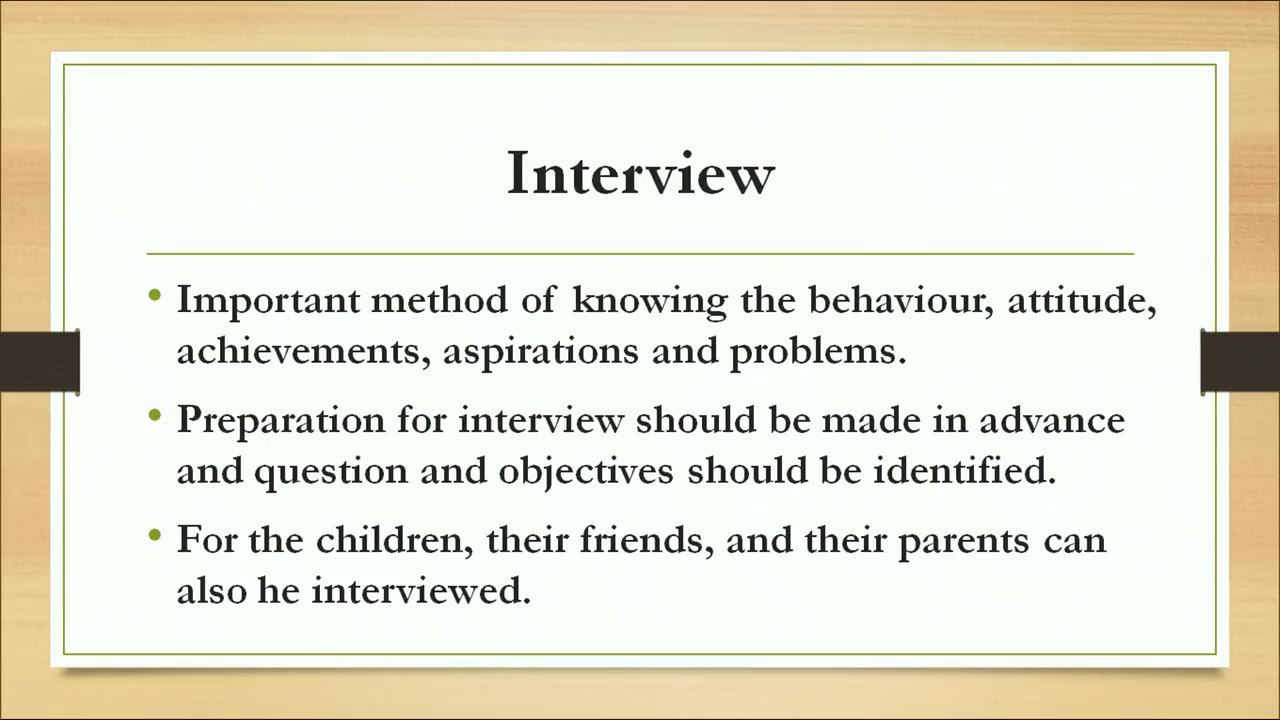 Interview
• Important method of knowing the behaviour, attitude,
achievements, aspirations and problems.
• Preparation for interview should be made in advance
and question and objectives should be identified.
• For the children, their friends, and their parents can
also he interviewed.